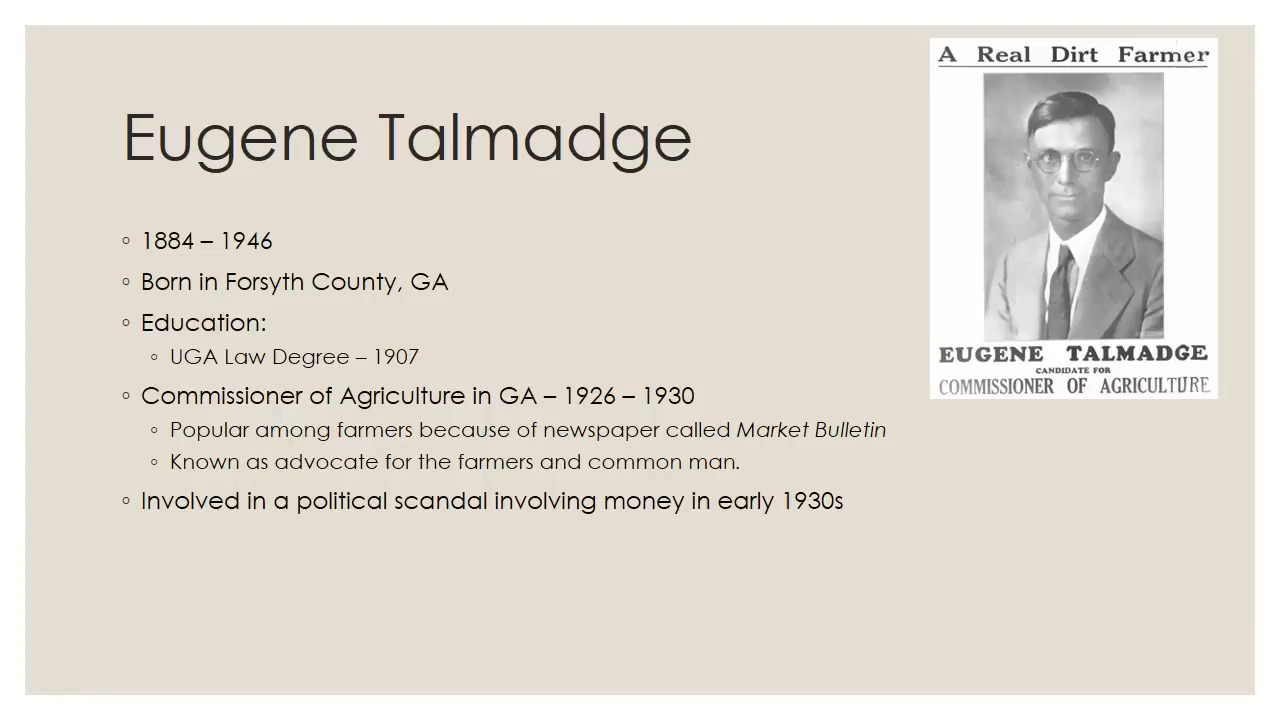 A Real Dirt Farmer
Eugene Talmadge
◦ 1884 – 1946
◦ Born in Forsyth County, GA
◦ Education:
◦ UGA Law Degree – 1907
◦ Commissioner of Agriculture in GA – 1926 – 1930
◦ Popular among farmers because of newspaper called Market Bulletin
◦ Known as advocate for the farmers and common man.
◦ Involved in a political scandal involving money in early 1930s
EUGENE TALMADGE
CANDIDATE FOR
COMMISSIONER OF AGRICULTURE